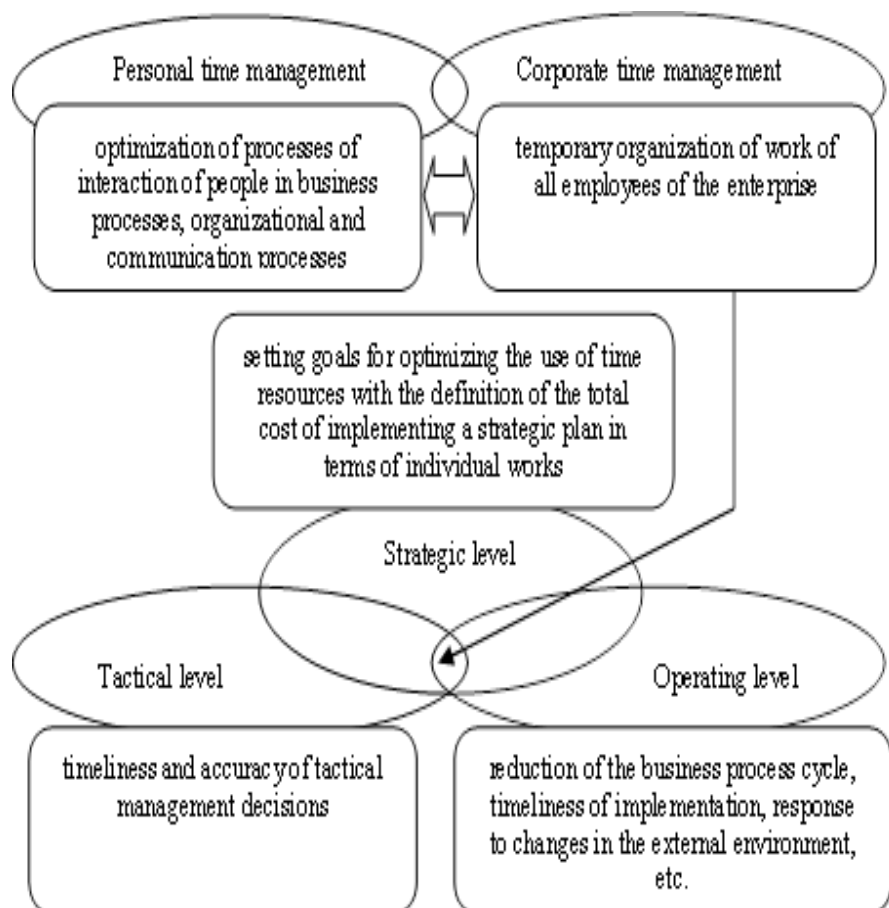 Personal time management
Corporate time management
optimization of processes of
interaction of people in business
processes, organizational and
communication processes
temporary organization of work of
all employees of the enterprise
setting goals for optimizing the use of time
resources with the definition of the total
cost of implementing a strategic plan in
terms of individual works
Strategic level
Tactical level
Operating level
timeliness and accuracy of tactical
management decisions
reduction of the business process cycle,
timeliness of implementation, response
to changes in the external environment,
etc.